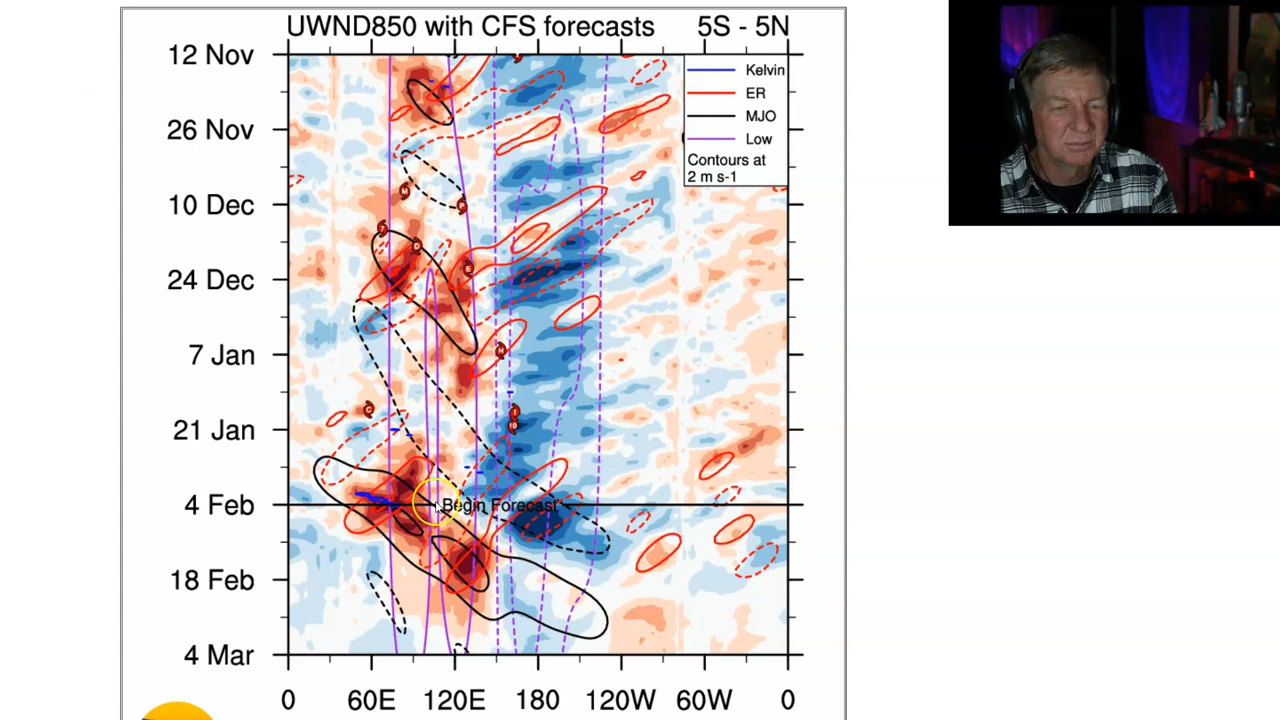 UWND850 with CFS forecasts 5S - 5N
12 Nov
26 Nov
10 Dec
24 Dec
7 Jan
21 Jan
4 Feb
18 Feb
4 Mar
Kelvin
ER
MJO
Low
Contours at
2 m s-1
M
P
7
E
H
C
I
10
Begin Forecast
0 60E 120E 180 120W 60W 0